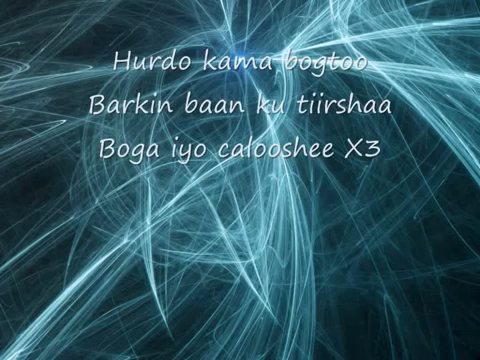 Hurdo kama bogtoo
Barkin baan ku tiirshaa
Boga iyo calooshee X3